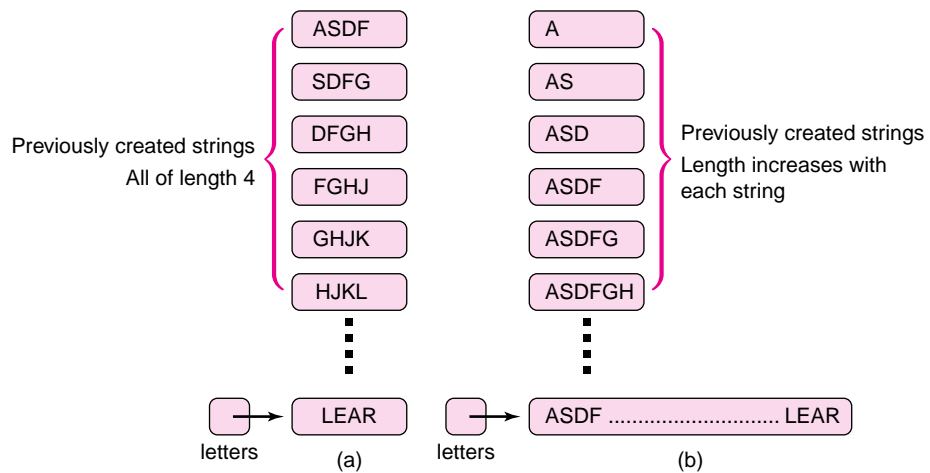 ASDF
SDFG
DFGH
FGHJ
GHJK
HJKL
Previously created strings
All of length 4
LEAR
letters
(a)
A
AS
ASD
ASDF
ASDFG
ASDFGH
Previously created strings
Length increases with
each string
ASDF ............................. LEAR
letters
(b)